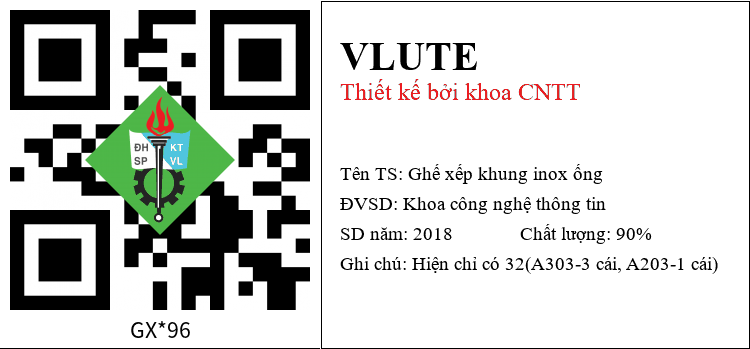 ĐH KT
SP VL
GX*96
VLUTE
Thiết kế bởi khoa CNTT
Tên TS: Ghế xếp khung inox ống
ĐVSD: Khoa công nghệ thông tin
SD năm: 2018 Chất lượng: 90%
Ghi chú: Hiện chỉ có 32(A303-3 cái, A203-1 cái)